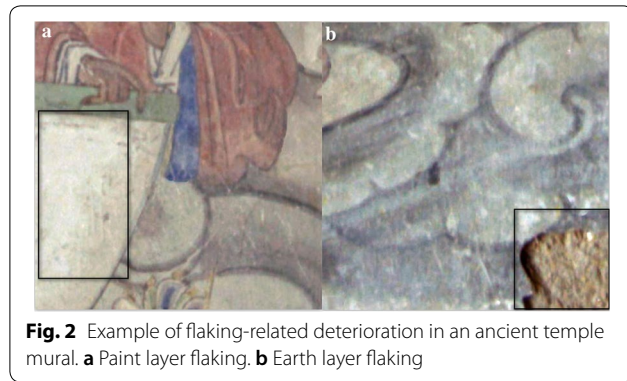 a
b
Fig. 2 Example of flaking-related deterioration in an ancient temple
mural. a Paint layer flaking. b Earth layer flaking